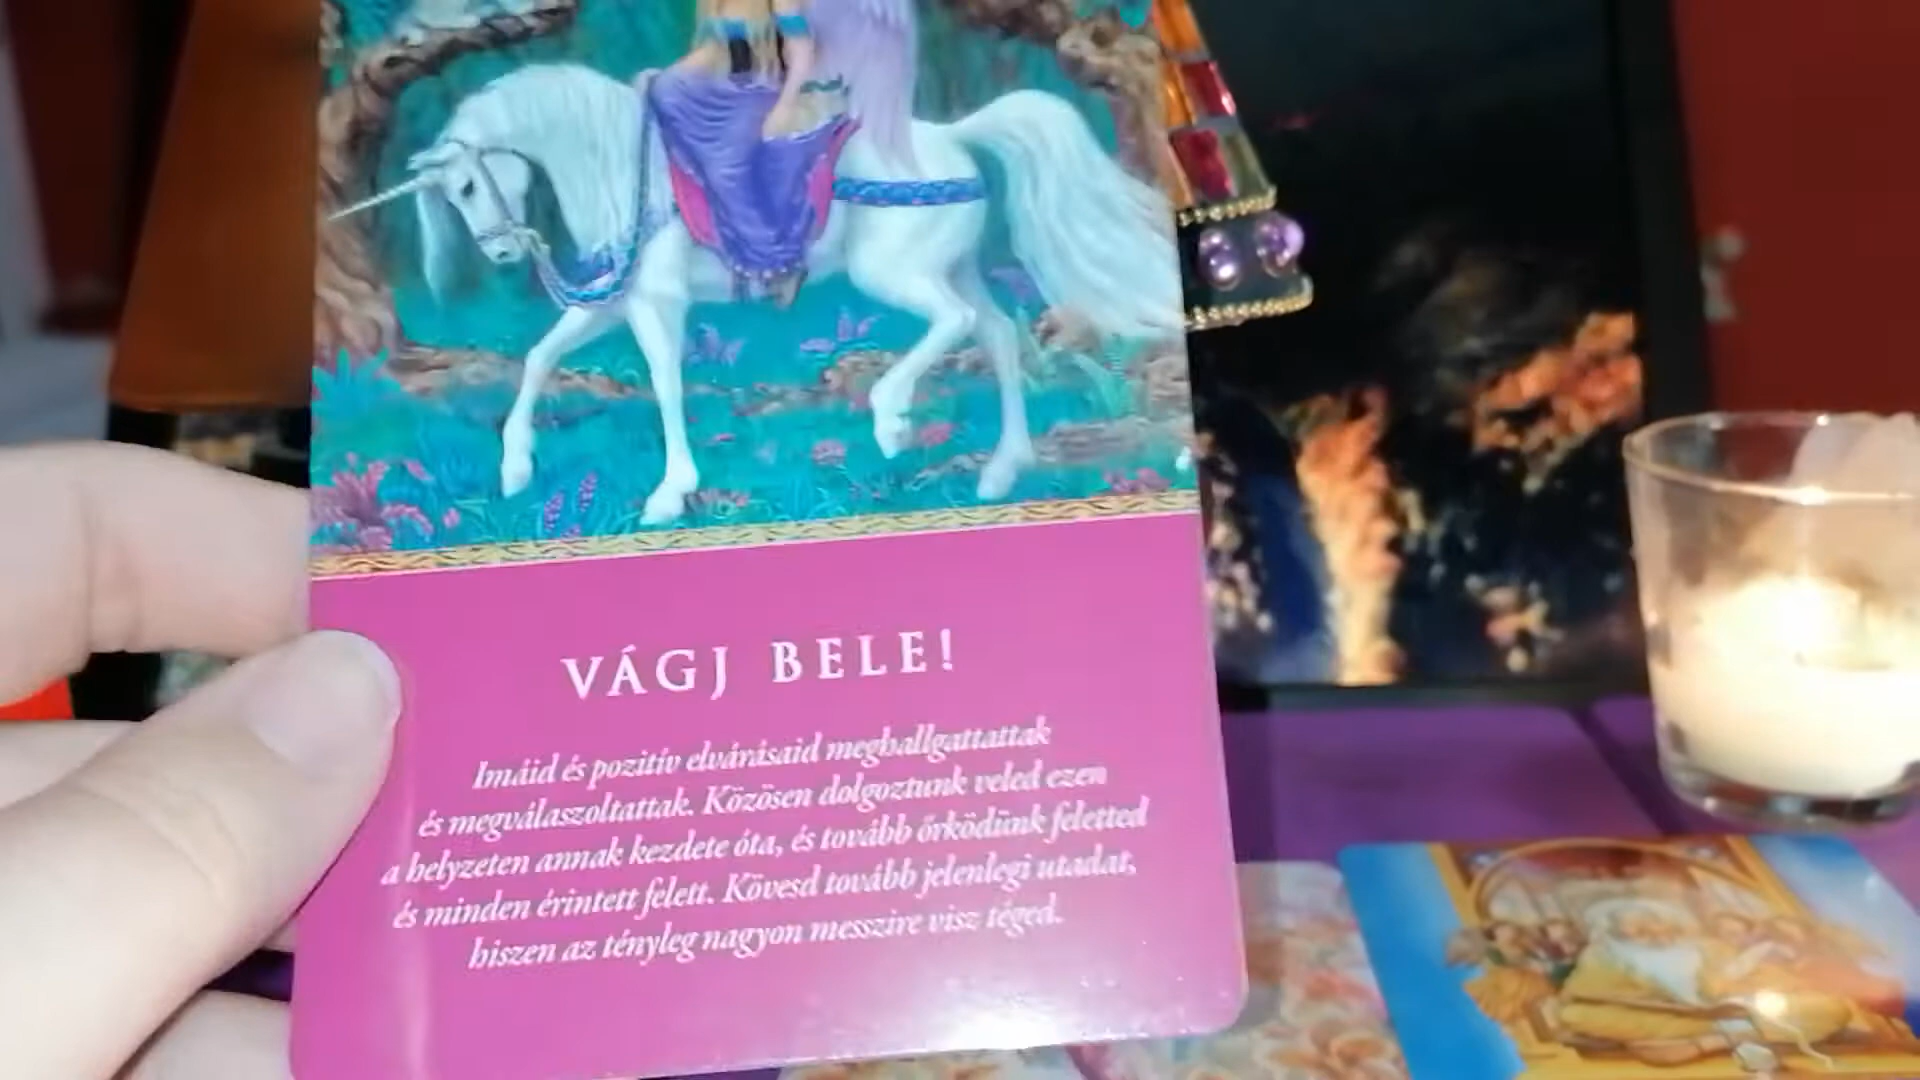 VÁGJ BELE!
Imáid és pozitív elvárásaid meghallgattattak
és megválaszoltattak. Közösen dolgoztunk veled ezen
a helyzeten annak kezdete óta, és tovább őrködünk feletted
és minden érintett felett. Kövesd tovább jelenlegi utadat,
hiszen az tényleg nagyon messzire visz téged.